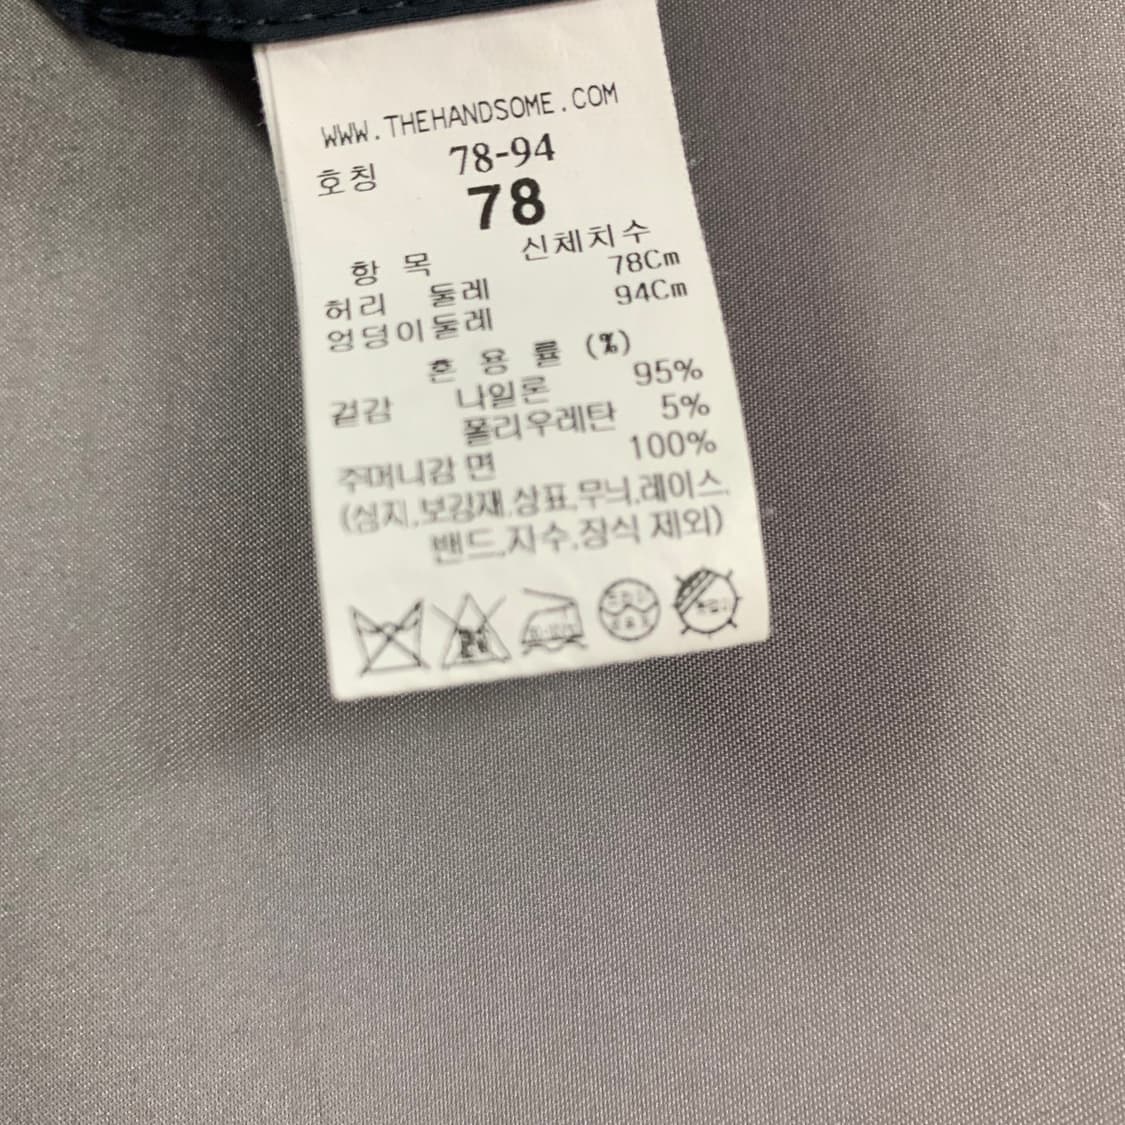 WWW.THEHANDSOME.COM
호칭 78-94
78
항 목 신체치수
허리 둘레 78Cm
엉덩이둘레 94Cm
혼 용 률 (%)
겉감 나일론 95%
폴리우레탄 5%
주머니감 면 100%
(심지,보강재,상표,무늬,레이스,
밴드,자수,장식 제외)